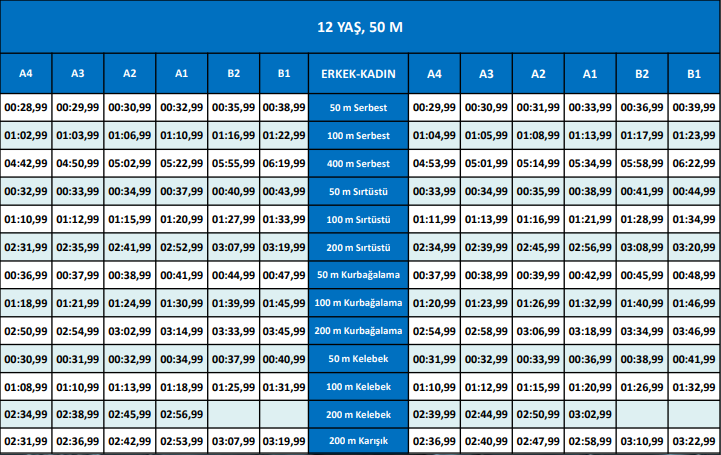 12 YAŞ, 50 M
A4 A3 A2 A1 B2 B1 ERKEK-KADIN A4 A3 A2 A1 B2 B1
00:28,99 00:29,99 00:30,99 00:32,99 00:35,99 00:38,99 50 m Serbest 00:29,99 00:30,99 00:31,99 00:33,99 00:36,99 00:39,99
01:02,99 01:03,99 01:06,99 01:10,99 01:16,99 01:22,99 100 m Serbest 01:04,99 01:05,99 01:08,99 01:13,99 01:17,99 01:23,99
04:42,99 04:50,99 05:02,99 05:22,99 05:55,99 06:19,99 400 m Serbest 04:53,99 05:01,99 05:14,99 05:34,99 05:58,99 06:22,99
00:32,99 00:33,99 00:34,99 00:37,99 00:40,99 00:43,99 50 m Sırtüstü 00:33,99 00:34,99 00:35,99 00:38,99 00:41,99 00:44,99
01:10,99 01:12,99 01:15,99 01:20,99 01:27,99 01:33,99 100 m Sırtüstü 01:11,99 01:13,99 01:16,99 01:21,99 01:28,99 01:34,99
02:31,99 02:35,99 02:41,99 02:52,99 03:07,99 03:19,99 200 m Sırtüstü 02:34,99 02:39,99 02:45,99 02:56,99 03:08,99 03:20,99
00:36,99 00:37,99 00:38,99 00:41,99 00:44,99 00:47,99 50 m Kurbağalama 00:37,99 00:38,99 00:39,99 00:42,99 00:45,99 00:48,99
01:18,99 01:21,99 01:24,99 01:30,99 01:39,99 01:45,99 100 m Kurbağalama 01:20,99 01:23,99 01:26,99 01:32,99 01:40,99 01:46,99
02:50,99 02:54,99 03:02,99 03:14,99 03:33,99 03:45,99 200 m Kurbağalama 02:54,99 02:58,99 03:06,99 03:18,99 03:34,99 03:46,99
00:30,99 00:31,99 00:32,99 00:34,99 00:37,99 00:40,99 50 m Kelebek 00:31,99 00:32,99 00:33,99 00:36,99 00:38,99 00:41,99
01:08,99 01:10,99 01:13,99 01:18,99 01:25,99 01:31,99 100 m Kelebek 01:10,99 01:12,99 01:15,99 01:20,99 01:26,99 01:32,99
02:34,99 02:38,99 02:45,99 02:56,99 200 m Kelebek 02:39,99 02:44,99 02:50,99 03:02,99
02:31,99 02:36,99 02:42,99 02:53,99 03:07,99 03:19,99 200 m Karışık 02:36,99 02:40,99 02:47,99 02:58,99 03:10,99 03:22,99